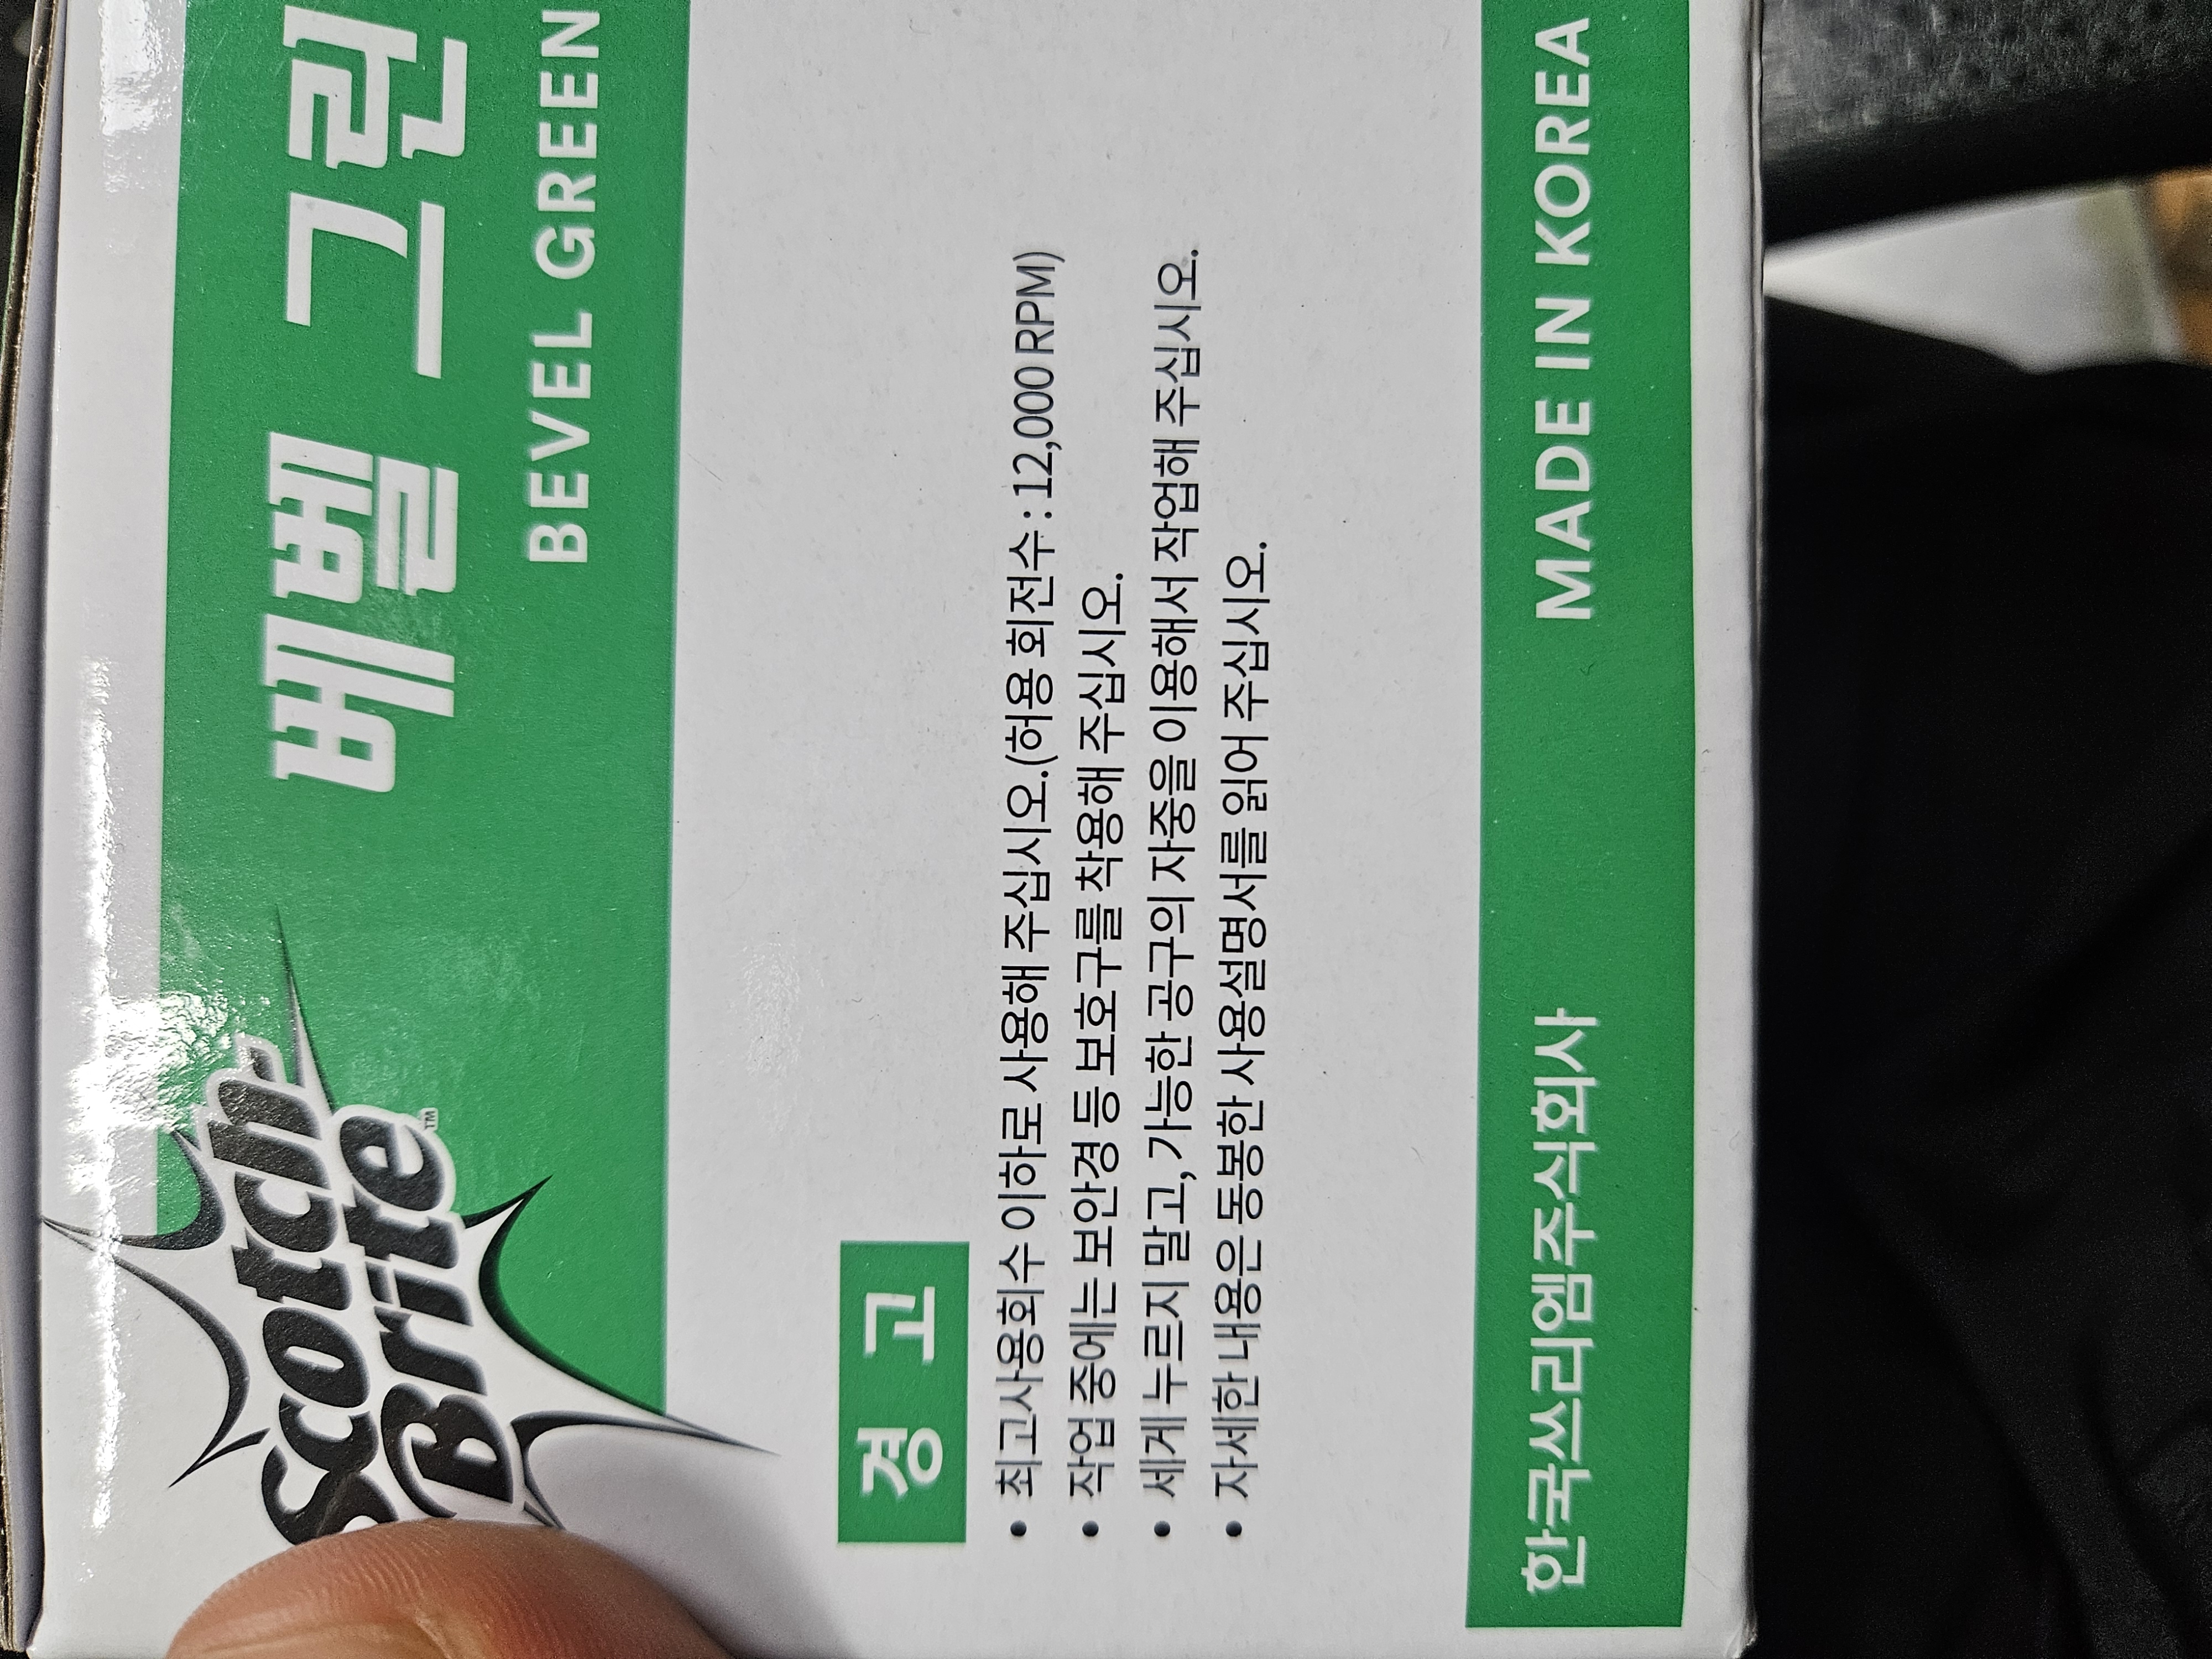 Scotch
Brite™
베벨 그린
BEVEL GREEN
경 고
• 최고사용회수 이하로 사용해 주십시오.(허용 회전수 : 12,000 RPM)
• 작업 중에는 보안경 등 보호구를 착용해 주십시오.
• 세게 누르지 말고, 가능한 공구의 자중을 이용해서 작업해 주십시오.
• 자세한 내용은 동봉한 사용설명서를 읽어 주십시오.
한국쓰리엠주식회사 MADE IN KOREA